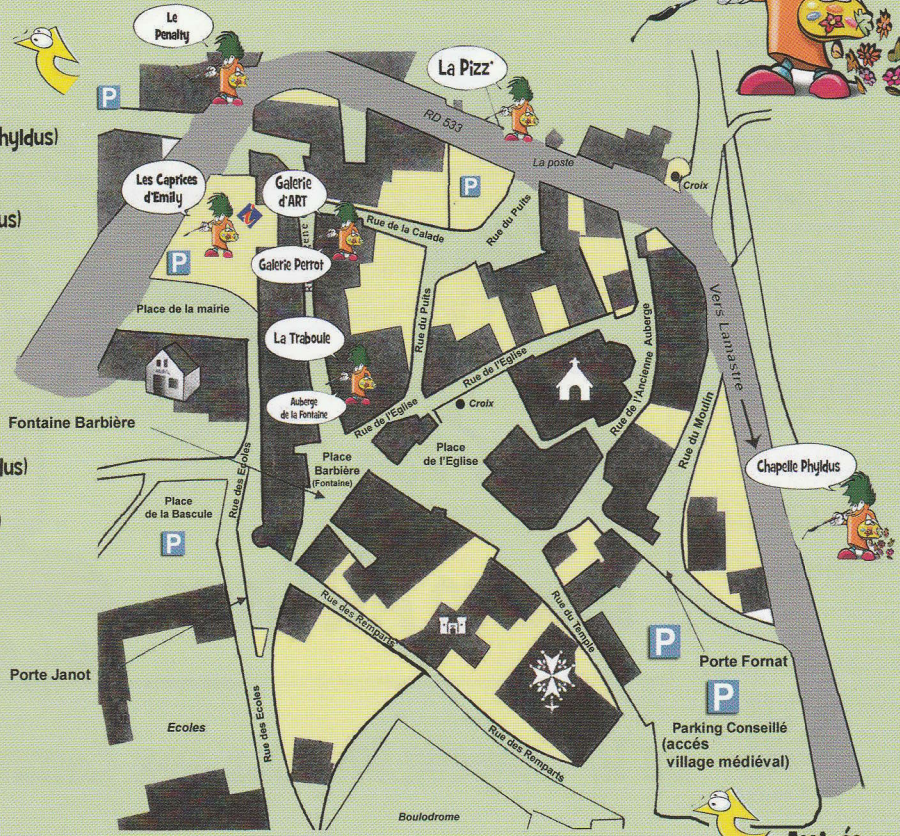 Le
Penalty
La Pizz'
P
hyldus)
RD 533
La poste
Croix
Les Caprices
d'Emily
Galerie
d'ART
P
us)
Rue de la Calade
Rue du Puits
P
Galerie Perrot
Place de la mairie
Rue du Puits
Vers Lamastre
La Traboule
Rue de l'Eglise
Rue de l'Ancienne Auberge
Auberge
de la Fontaine
Rue de l'Eglise
Croix
Rue du Moulin
Fontaine Barbière
Place
Barbière
(Fontaine)
Place
de l'Eglise
Chapelle Phyldus
lus)
Rue des Ecoles
Place
de la Bascule
P
)
Rue des Remparts
Rue du Temple
P
Porte Fornat
Porte Janot
P
Ecoles
Rue des Ecoles
Rue des Remparts
Parking Conseillé
(accés
village médiéval)
Boulodrome